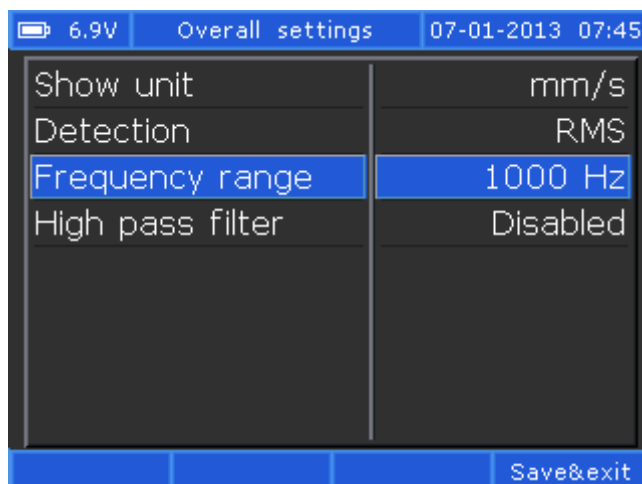 6.9V Overall settings 07-01-2013 07:45
Show unit mm/s
Detection RMS
Frequency range 1000 Hz
High pass filter Disabled
Save&exit